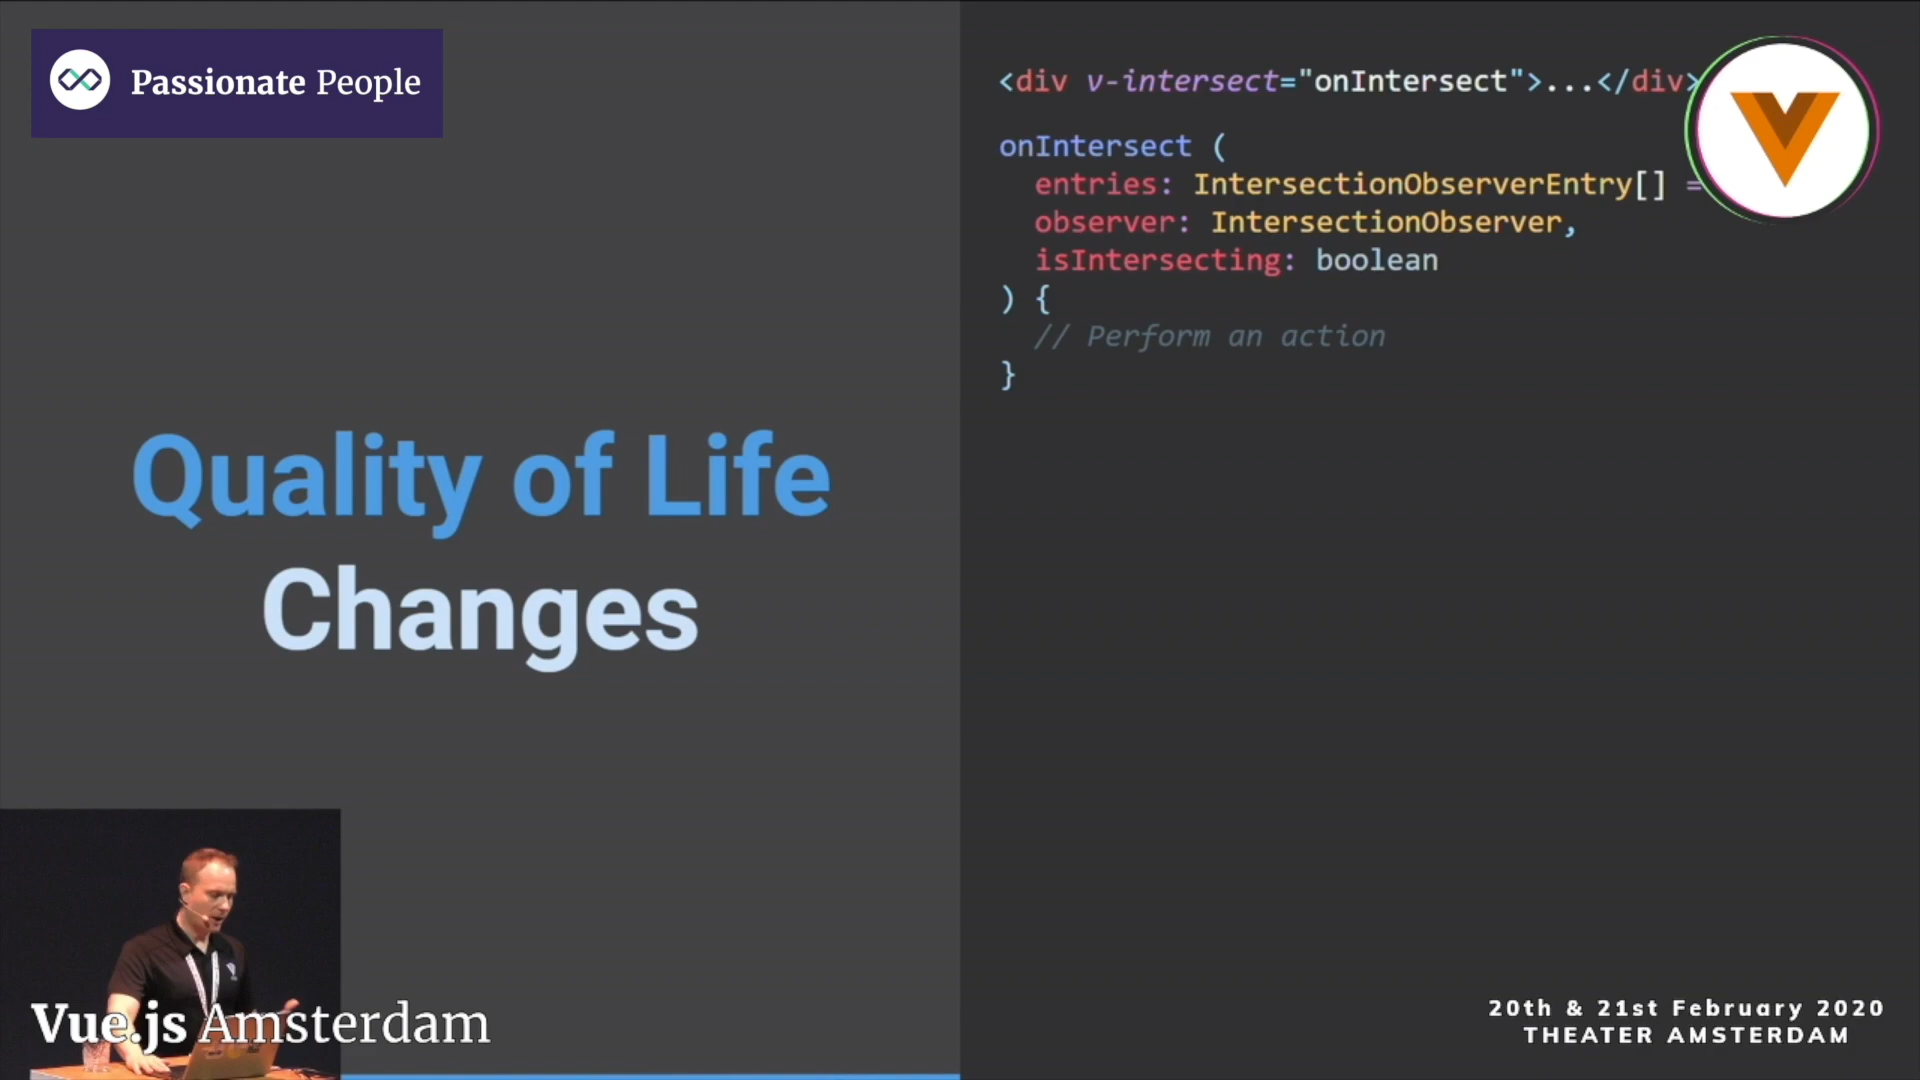 Passionate People
<div v-intersect="onIntersect">...</div>
onIntersect (
entries: IntersectionObserverEntry[] =
observer: IntersectionObserver,
isIntersecting: boolean
) {
// Perform an action
}
Quality of Life
Changes
Vue.js Amsterdam
20th & 21st February 2020
THEATER AMSTERDAM